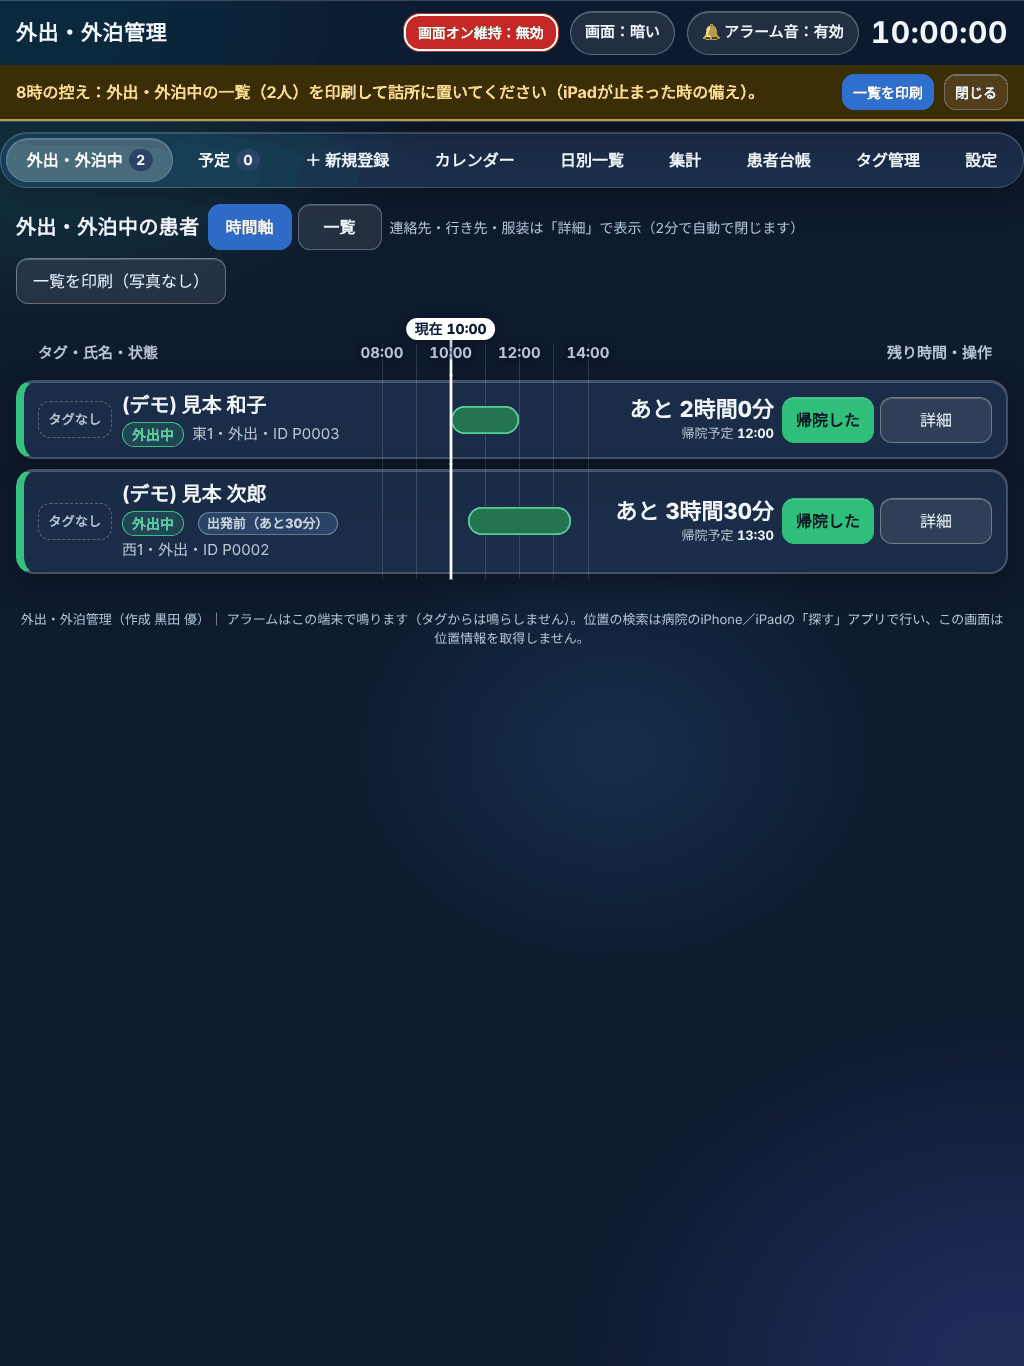 外出・外泊管理
画面オン維持：無効
画面：暗い
🔔 アラーム音：有効
10:00:00
8時の控え：外出・外泊中の一覧（2人）を印刷して詰所に置いてください（iPadが止まった時の備え）。
一覧を印刷
閉じる
外出・外泊中 2
予定 0
＋ 新規登録
カレンダー
日別一覧
集計
患者台帳
タグ管理
設定
外出・外泊中の患者
時間軸
一覧
連絡先・行き先・服装は「詳細」で表示（2分で自動で閉じます）
一覧を印刷（写真なし）
現在 10:00
タグ・氏名・状態
08:00
10:00
12:00
14:00
残り時間・操作
タグなし
(デモ) 見本 和子
外出中
東1・外出・ID P0003
あと 2時間0分
帰院予定 12:00
帰院した
詳細
タグなし
(デモ) 見本 次郎
外出中
出発前（あと30分）
西1・外出・ID P0002
あと 3時間30分
帰院予定 13:30
帰院した
詳細
外出・外泊管理（作成 黒田 優）｜ アラームはこの端末で鳴ります（タグからは鳴らしません）。位置の検索は病院のiPhone／iPadの「探す」アプリで行い、この画面は
位置情報を取得しません。